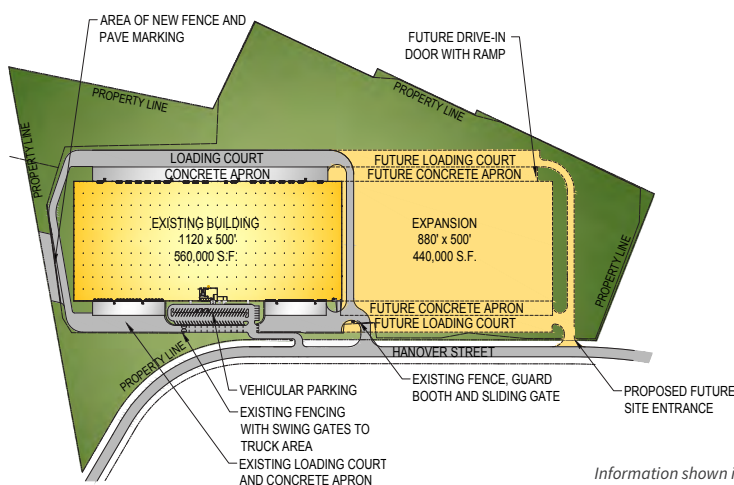 AREA OF NEW FENCE AND
PAVE MARKING
FUTURE DRIVE-IN
DOOR WITH RAMP
PROPERTY LINE
PROPERTY LINE
PROPERTY LINE
LOADING COURT
CONCRETE APRON
FUTURE LOADING COURT
FUTURE CONCRETE APRON
EXISTING BUILDING
1120 x 500'
560,000 S.F.
EXPANSION
880' x 500'
440,000 S.F.
PROPERTY LINE
FUTURE CONCRETE APRON
FUTURE LOADING COURT
HANOVER STREET
PROPERTY LINE
VEHICULAR PARKING
EXISTING FENCING
WITH SWING GATES TO
TRUCK AREA
EXISTING LOADING COURT
AND CONCRETE APRON
EXISTING FENCE, GUARD
BOOTH AND SLIDING GATE
PROPOSED FUTURE
SITE ENTRANCE
Information shown i